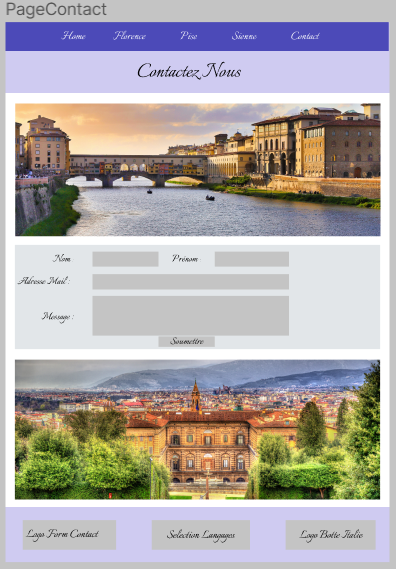 PageContact
Home Florence Pise Sienne Contact
Contactez Nous
Nom Prénom
Adresse Mail :
Message :
Soumettre
Logo Form Contact Selection Langages Logo Botte Italie